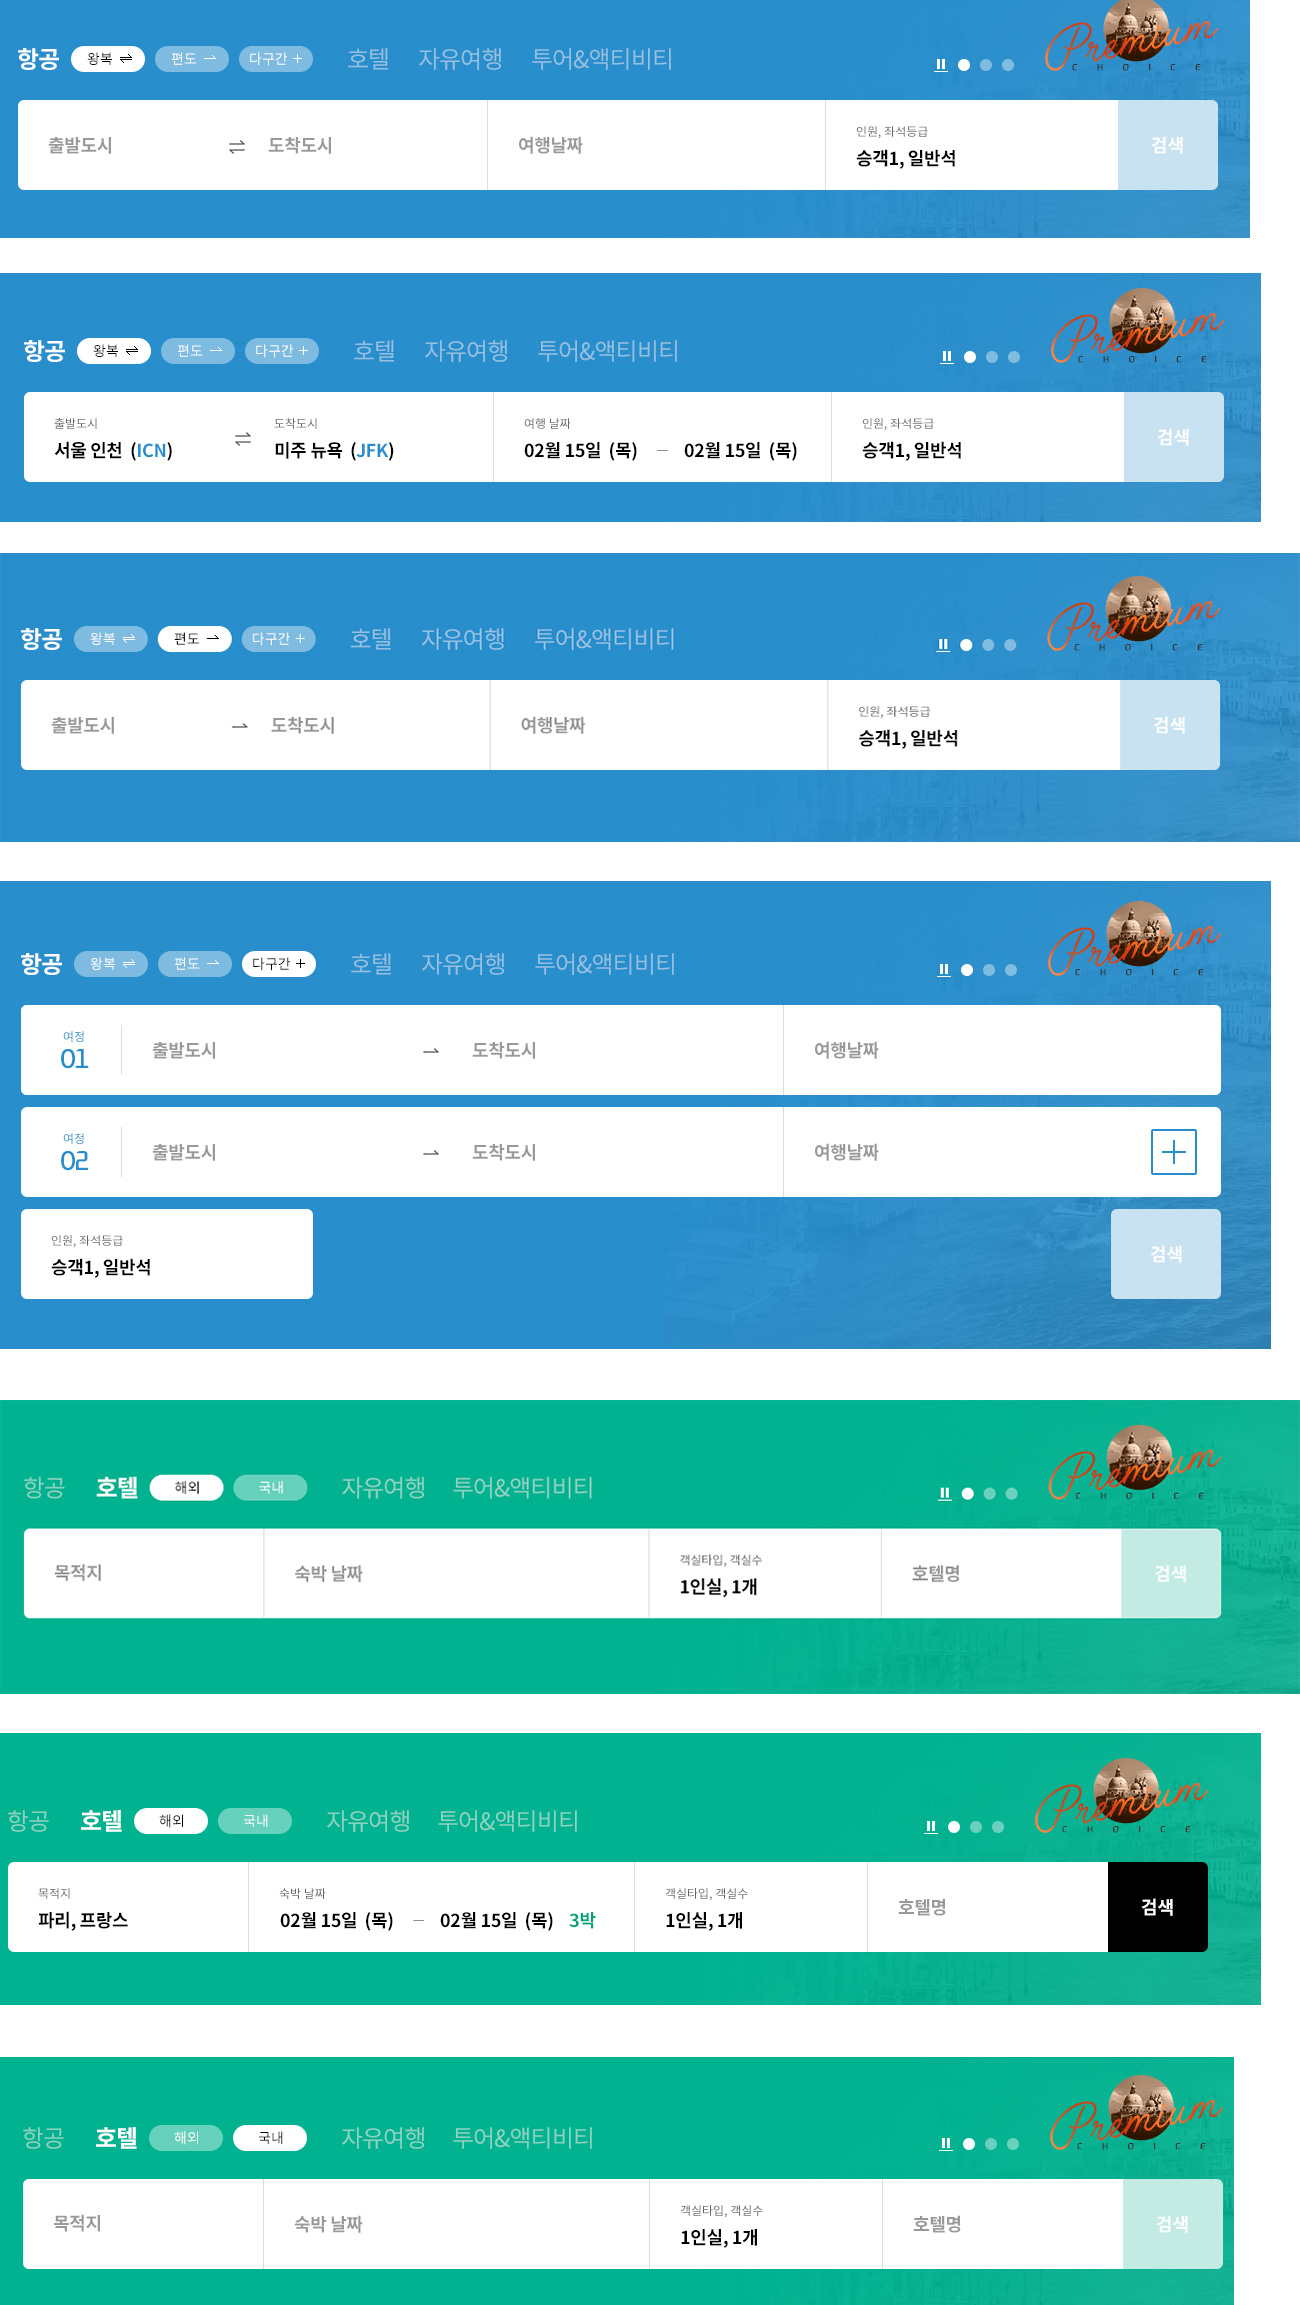 항공 왕복 편도 다구간 호텔 자유여행 투어&액티비티
Premium
CHOICE
출발도시 도착도시 여행날짜 인원, 좌석등급 검색
승객1, 일반석
항공 왕복 편도 다구간 호텔 자유여행 투어&액티비티
Premium
CHOICE
출발도시 도착도시 여행 날짜 인원, 좌석등급 검색
서울 인천 (ICN) 미주 뉴욕 (JFK) 02월 15일 (목) – 02월 15일 (목) 승객1, 일반석
항공 왕복 편도 다구간 호텔 자유여행 투어&액티비티
Premium
CHOICE
출발도시 도착도시 여행날짜 인원, 좌석등급 검색
승객1, 일반석
항공 왕복 편도 다구간 호텔 자유여행 투어&액티비티
Premium
CHOICE
여정
01 출발도시 도착도시 여행날짜
여정
02 출발도시 도착도시 여행날짜
인원, 좌석등급 검색
승객1, 일반석
항공 호텔 해외 국내 자유여행 투어&액티비티
Premium
CHOICE
목적지 숙박 날짜 객실타입, 객실수 호텔명 검색
1인실, 1개
항공 호텔 해외 국내 자유여행 투어&액티비티
Premium
CHOICE
목적지 숙박 날짜 객실타입, 객실수 호텔명 검색
파리, 프랑스 02월 15일 (목) – 02월 15일 (목) 3박 1인실, 1개
항공 호텔 해외 국내 자유여행 투어&액티비티
Premium
CHOICE
목적지 숙박 날짜 객실타입, 객실수 호텔명 검색
1인실, 1개